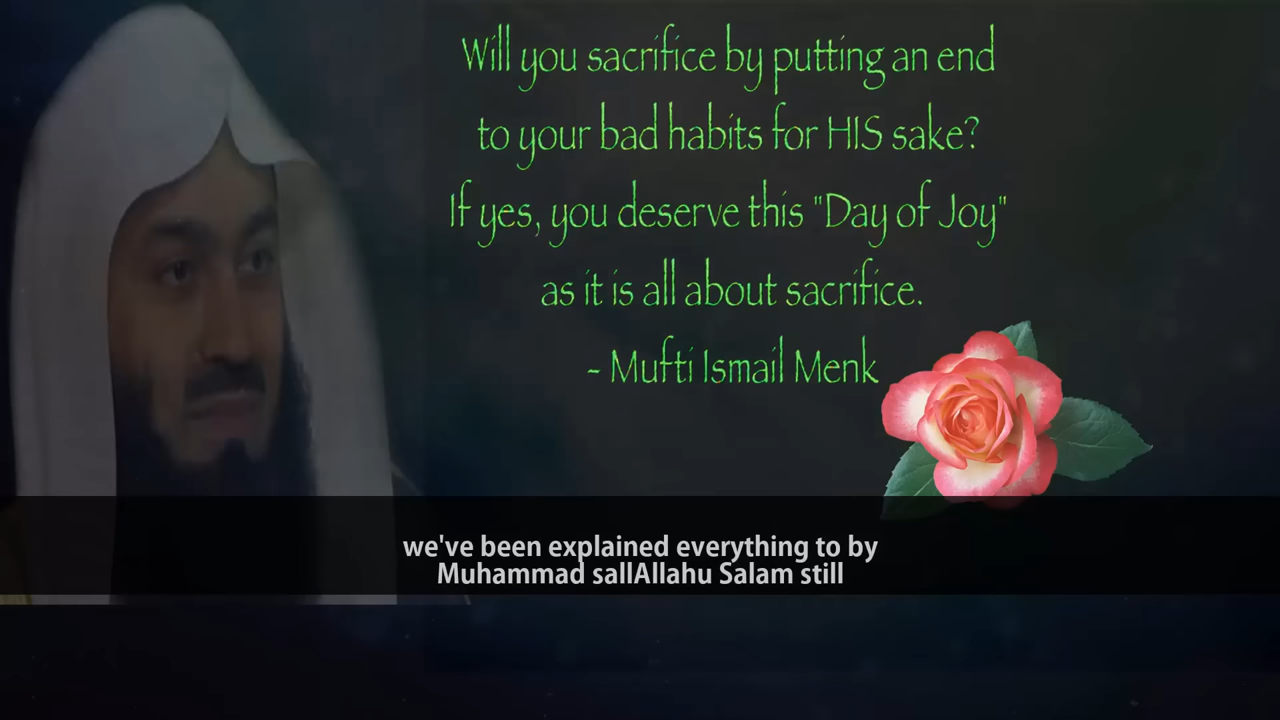 Will you sacrifice by putting an end
to your bad habits for HIS sake?
If yes, you deserve this "Day of Joy"
as it is all about sacrifice.
- Mufti Ismail Menk
we've been explained everything to by
Muhammad sallAllahu Salam still